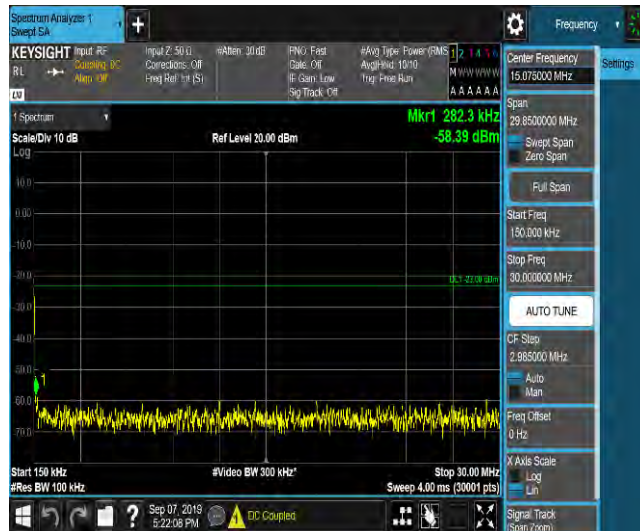 Spectrum Analyzer 1
Swept SA
+
Frequency
KEYSIGHT
RL
LXI
Input: RF
Coupling: DC
Align: Off
Input Z: 50 Ω
Corrections: Off
Freq Ref: Int (S)
#Atten: 30 dB
PNO: Fast
Gate: Off
IF Gain: Low
Sig Track: Off
#Avg Type: Power (RMS
Avg|Hold: 10/10
Trig: Free Run
1 2 3 4 5 6
M W W W W W
A A A A A A
1 Spectrum
Scale/Div 10 dB
Log
Ref Level 20.00 dBm
Mkr1 282.3 kHz
-58.39 dBm
10.0
0.00
-10.0
-20.0
-30.0
-40.0
-50.0
-60.0
-70.0
DL1 -23.00 dBm
1
Start 150 kHz
#Res BW 100 kHz
#Video BW 300 kHz*
Stop 30.00 MHz
Sweep 4.00 ms (30001 pts)
?
Sep 07, 2019
5:22:08 PM
DC Coupled
Center Frequency
15.075000 MHz
Settings
Span
29.8500000 MHz
Swept Span
Zero Span
Full Span
Start Freq
150.000 kHz
Stop Freq
30.000000 MHz
AUTO TUNE
CF Step
2.985000 MHz
Auto
Man
Freq Offset
0 Hz
X Axis Scale
Log
Lin
Signal Track
(Span Zoom)